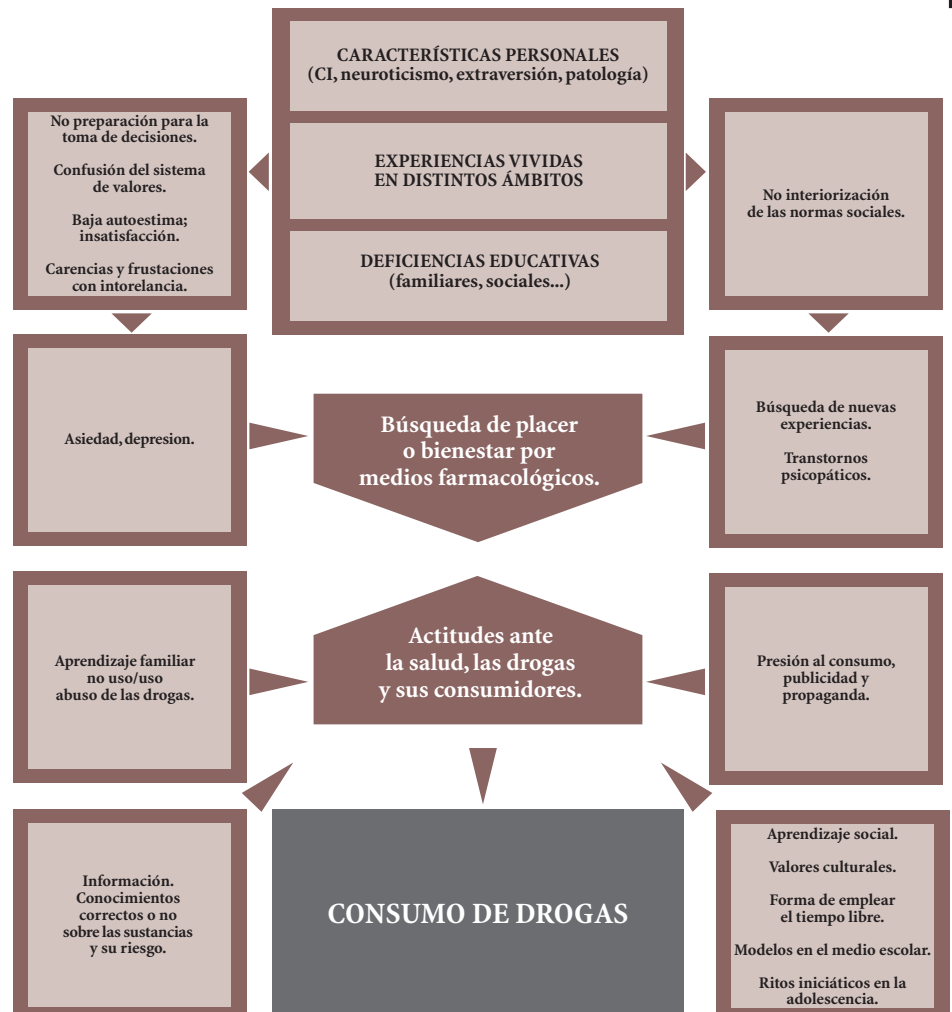 CARACTERÍSTICAS PERSONALES
(CI, neuroticismo, extraversión, patología)
EXPERIENCIAS VIVIDAS
EN DISTINTOS ÁMBITOS
DEFICIENCIAS EDUCATIVAS
(familiares, sociales...)
No preparación para la
toma de decisiones.
Confusión del sistema
de valores.
Baja autoestima;
insatisfacción.
Carencias y frustaciones
con intorelancia.
No interiorización
de las normas sociales.
Asiedad, depresion.
Búsqueda de placer
o bienestar por
medios farmacológicos.
Búsqueda de nuevas
experiencias.
Transtornos
psicopáticos.
Aprendizaje familiar
no uso/uso
abuso de las drogas.
Actitudes ante
la salud, las drogas
y sus consumidores.
Presión al consumo,
publicidad y
propaganda.
Información.
Conocimientos
correctos o no
sobre las sustancias
y su riesgo.
CONSUMO DE DROGAS
Aprendizaje social.
Valores culturales.
Forma de emplear
el tiempo libre.
Modelos en el medio escolar.
Ritos iniciáticos en la
adolescencia.